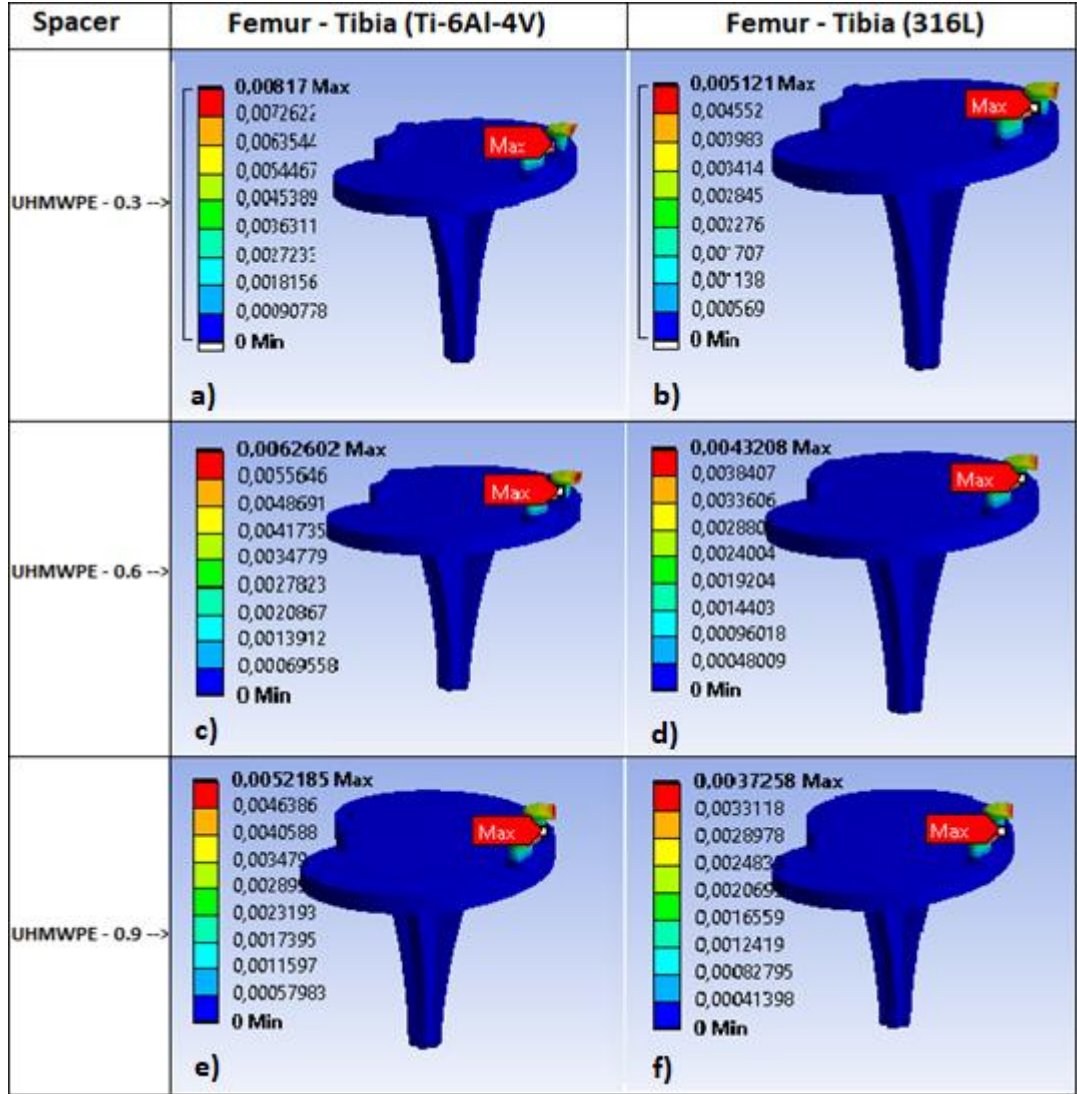 Spacer
Femur - Tibia (Ti-6Al-4V)
Femur - Tibia (316L)
UHMWPE - 0.3 -->
0,00817 Max
0,0072622
0,0063544
0,0054467
0,0045389
0,0036311
0,0018156
0,00090778
0 Min
Max
a)
0,005121 Max
0,004552
0,003983
0,003414
0,002845
0,002276
0,000569
0 Min
Max
b)
UHMWPE - 0.6 -->
0,0062602 Max
0,0055646
0,0048691
0,0041735
0,0034779
0,0027823
0,0020867
0,0013912
0,00069558
0 Min
Max
c)
0,0043208 Max
0,0038407
0,0033606
0,0024004
0,0019204
0,0014403
0,00096018
0,00048009
0 Min
Max
d)
UHMWPE - 0.9 -->
0,0052185 Max
0,0046386
0,0040588
0,003479
0,0023193
0,0017395
0,0011597
0,00057983
0 Min
Max
e)
0,0037258 Max
0,0033118
0,0028978
0,0016559
0,0012419
0,00082795
0,00041398
0 Min
Max
f)